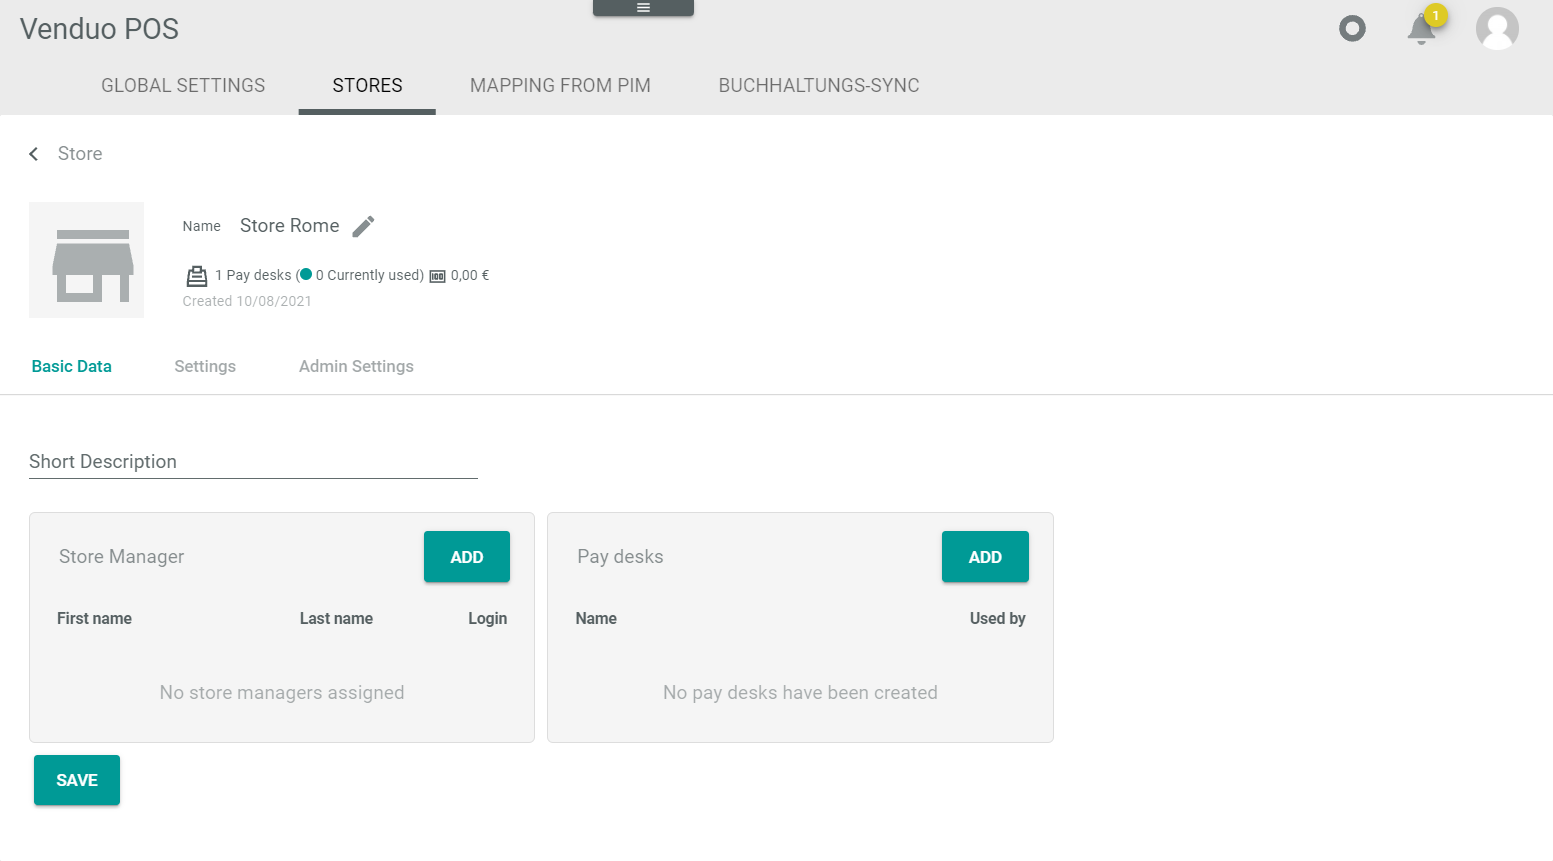 Venduo POS
1
GLOBAL SETTINGS
STORES
MAPPING FROM PIM
BUCHHALTUNGS-SYNC
Store
Name Store Rome
1 Pay desks ( 0 Currently used) 0,00 €
Created 10/08/2021
Basic Data
Settings
Admin Settings
Short Description
Store Manager
ADD
First name
Last name
Login
No store managers assigned
Pay desks
ADD
Name
Used by
No pay desks have been created
SAVE